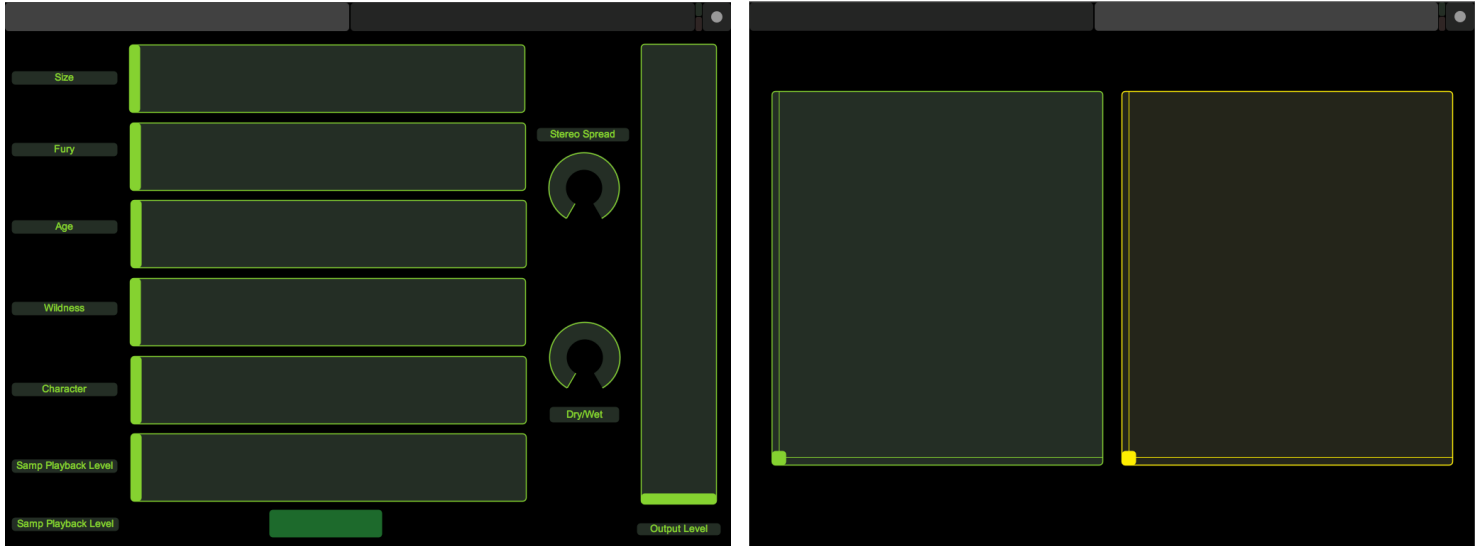 Size
Fury
Stereo Spread
Age
Wildness
Character
Dry/Wet
Samp Playback Level
Samp Playback Level
Output Level